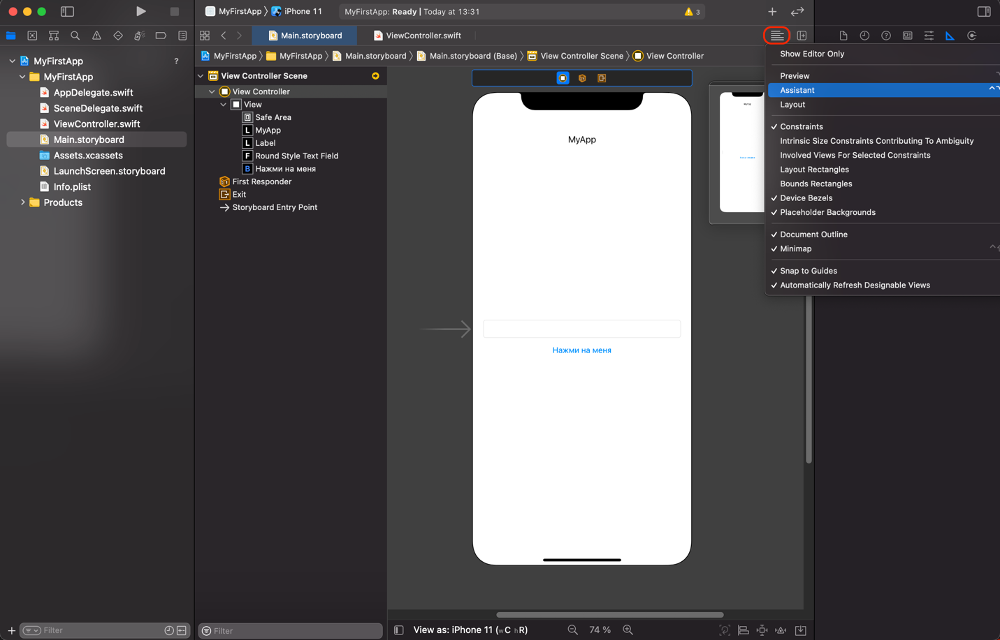 MyFirstApp
iPhone 11
MyFirstApp: Ready | Today at 13:31
3
Main.storyboard
ViewController.swift
MyFirstApp
MyFirstApp
Main.storyboard
Main.storyboard (Base)
View Controller Scene
View Controller
MyFirstApp
?
MyFirstApp
AppDelegate.swift
SceneDelegate.swift
ViewController.swift
Main.storyboard
Assets.xcassets
LaunchScreen.storyboard
Info.plist
Products
View Controller Scene
View Controller
View
Safe Area
L MyApp
L Label
F Round Style Text Field
B Нажми на меня
First Responder
Exit
Storyboard Entry Point
MyApp
Нажми на меня
Show Editor Only
Preview
Assistant
Layout
Constraints
Intrinsic Size Constraints Contributing To Ambiguity
Involved Views For Selected Constraints
Layout Rectangles
Bounds Rectangles
Device Bezels
Placeholder Backgrounds
Document Outline
Minimap
Snap to Guides
Automatically Refresh Designable Views
Filter
Filter
View as: iPhone 11 (wC hR)
74 %